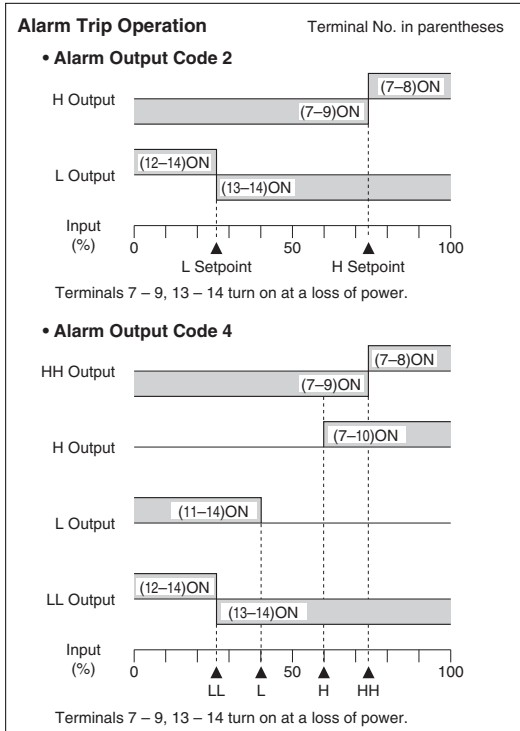 Alarm Trip Operation Terminal No. in parentheses
• Alarm Output Code 2
H Output
(7–8)ON
(7–9)ON
L Output
(12–14)ON
(13–14)ON
Input
(%)
0 50 100
L Setpoint H Setpoint
Terminals 7 – 9, 13 – 14 turn on at a loss of power.
• Alarm Output Code 4
HH Output
(7–8)ON
(7–9)ON
H Output
(7–10)ON
L Output
(11–14)ON
LL Output
(12–14)ON
(13–14)ON
Input
(%)
0 50 100
LL L H HH
Terminals 7 – 9, 13 – 14 turn on at a loss of power.